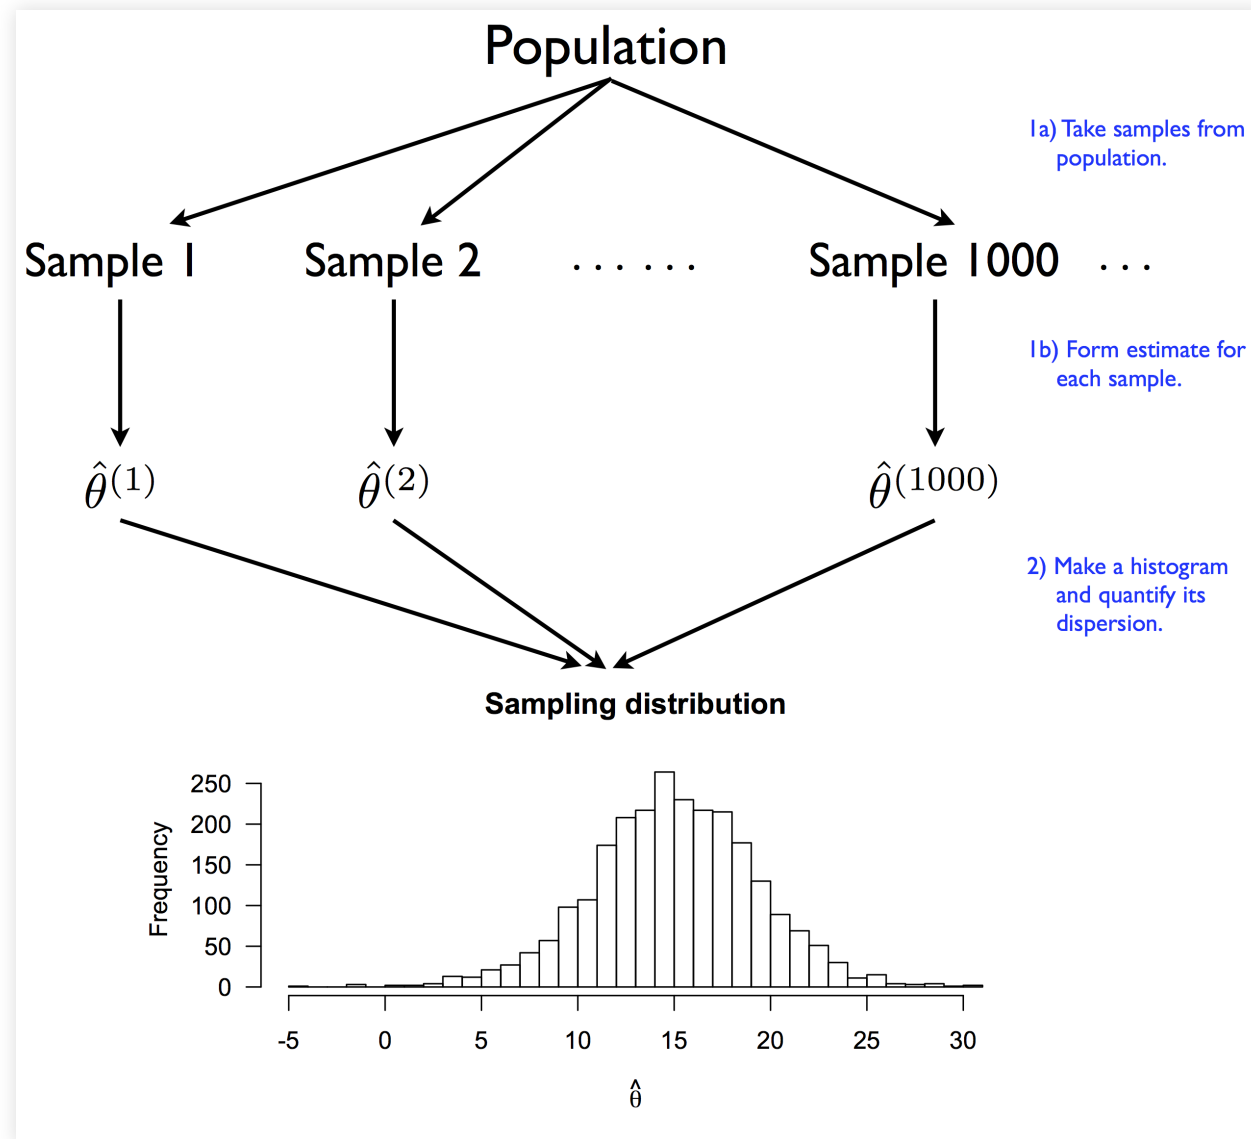 Population
1a) Take samples from
population.
Sample 1 Sample 2 . . . . . . Sample 1000 . . .
1b) Form estimate for
each sample.
θ̂(1) θ̂(2) θ̂(1000)
2) Make a histogram
and quantify its
dispersion.
Sampling distribution
Frequency
250
200
150
100
50
0
-5 0 5 10 15 20 25 30
θ̂